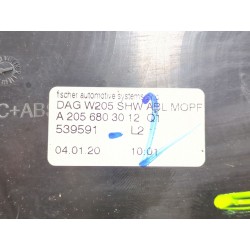 fischer automotive systems
C+ABS
DAG W205 SHW ABL MOPF
A 205 680 30 12 Q1
539591 L2
04.01.20 10:01